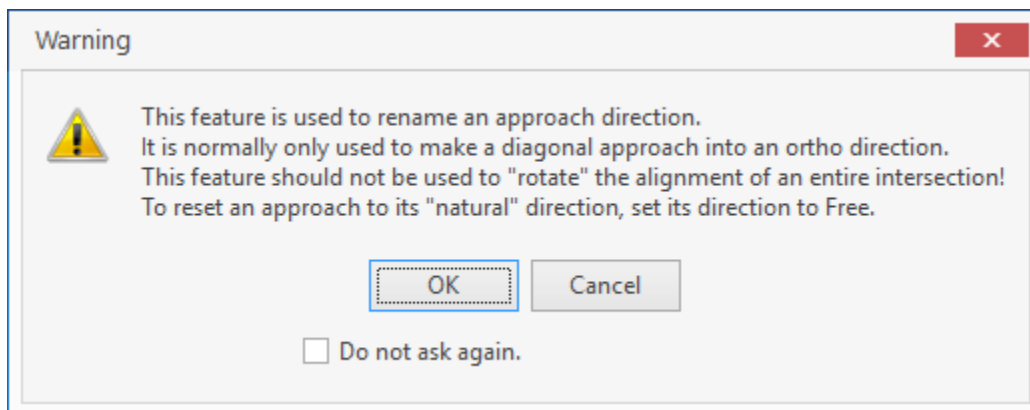 Warning
This feature is used to rename an approach direction.
It is normally only used to make a diagonal approach into an ortho direction.
This feature should not be used to "rotate" the alignment of an entire intersection!
To reset an approach to its "natural" direction, set its direction to Free.
OK
Cancel
Do not ask again.